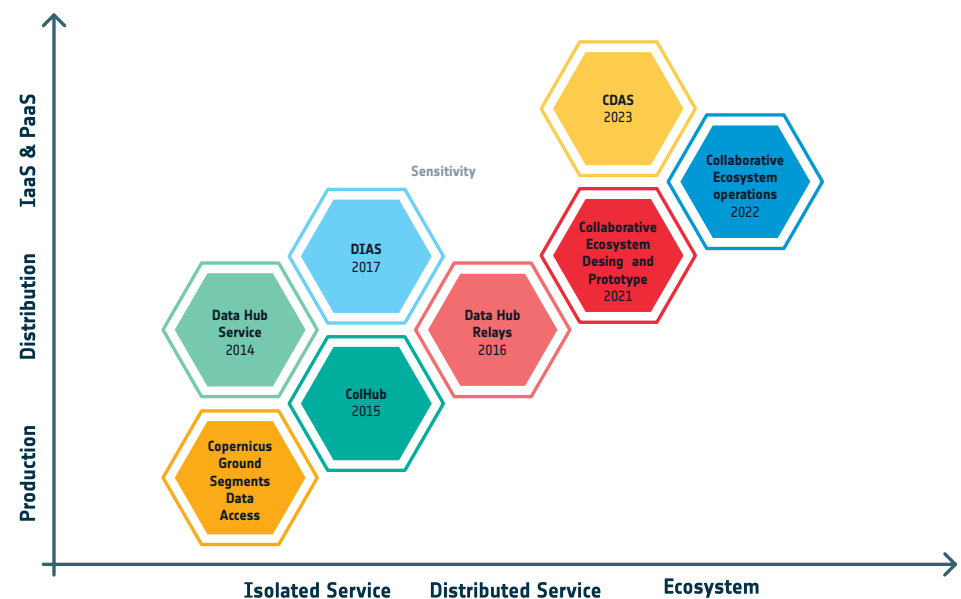 IaaS & PaaS
Distribution
Production
CDAS
2023
Collaborative
Ecosystem
operations
2022
Sensitivity
Collaborative
Ecosystem
Desing and
Prototype
2021
DIAS
2017
Data Hub
Service
2014
Data Hub
Relays
2016
ColHub
2015
Copernicus
Ground
Segments
Data
Access
Isolated Service
Distributed Service
Ecosystem